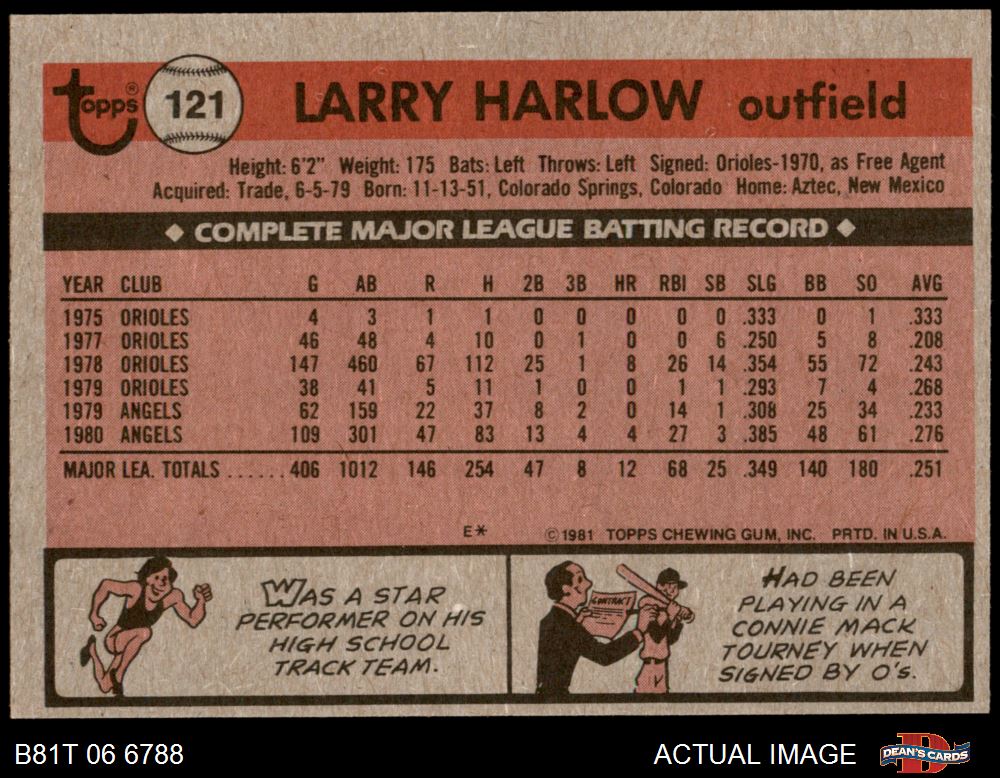 Topps® 121 LARRY HARLOW outfield
Height: 6'2" Weight: 175 Bats: Left Throws: Left Signed: Orioles-1970, as Free Agent
Acquired: Trade, 6-5-79 Born: 11-13-51, Colorado Springs, Colorado Home: Aztec, New Mexico
◆ COMPLETE MAJOR LEAGUE BATTING RECORD ◆
YEAR CLUB G AB R H 2B 3B HR RBI SB SLG BB SO AVG
1975 ORIOLES 4 3 1 1 0 0 0 0 0 .333 0 1 .333
1977 ORIOLES 46 48 4 10 0 1 0 0 6 .250 5 8 .208
1978 ORIOLES 147 460 67 112 25 1 8 26 14 .354 55 72 .243
1979 ORIOLES 38 41 5 11 1 0 0 1 1 .293 7 4 .268
1979 ANGELS 62 159 22 37 8 2 0 14 1 .308 25 34 .233
1980 ANGELS 109 301 47 83 13 4 4 27 3 .385 48 61 .276
MAJOR LEA. TOTALS ...... 406 1012 146 254 47 8 12 68 25 .349 140 180 .251
E* ©1981 TOPPS CHEWING GUM, INC. PRTD. IN U.S.A.
WAS A STAR
PERFORMER ON HIS
HIGH SCHOOL
TRACK TEAM.
CONTRACT
HAD BEEN
PLAYING IN A
CONNIE MACK
TOURNEY WHEN
SIGNED BY O's.
B81T 06 6788 ACTUAL IMAGE DEAN'S CARDS